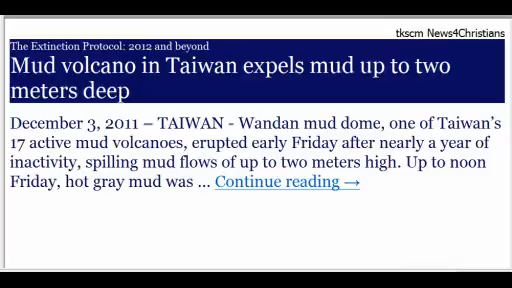 tkscm News4Christians
The Extinction Protocol: 2012 and beyond
Mud volcano in Taiwan expels mud up to two
meters deep
December 3, 2011 – TAIWAN - Wandan mud dome, one of Taiwan's
17 active mud volcanoes, erupted early Friday after nearly a year of
inactivity, spilling mud flows of up to two meters high. Up to noon
Friday, hot gray mud was ... Continue reading →